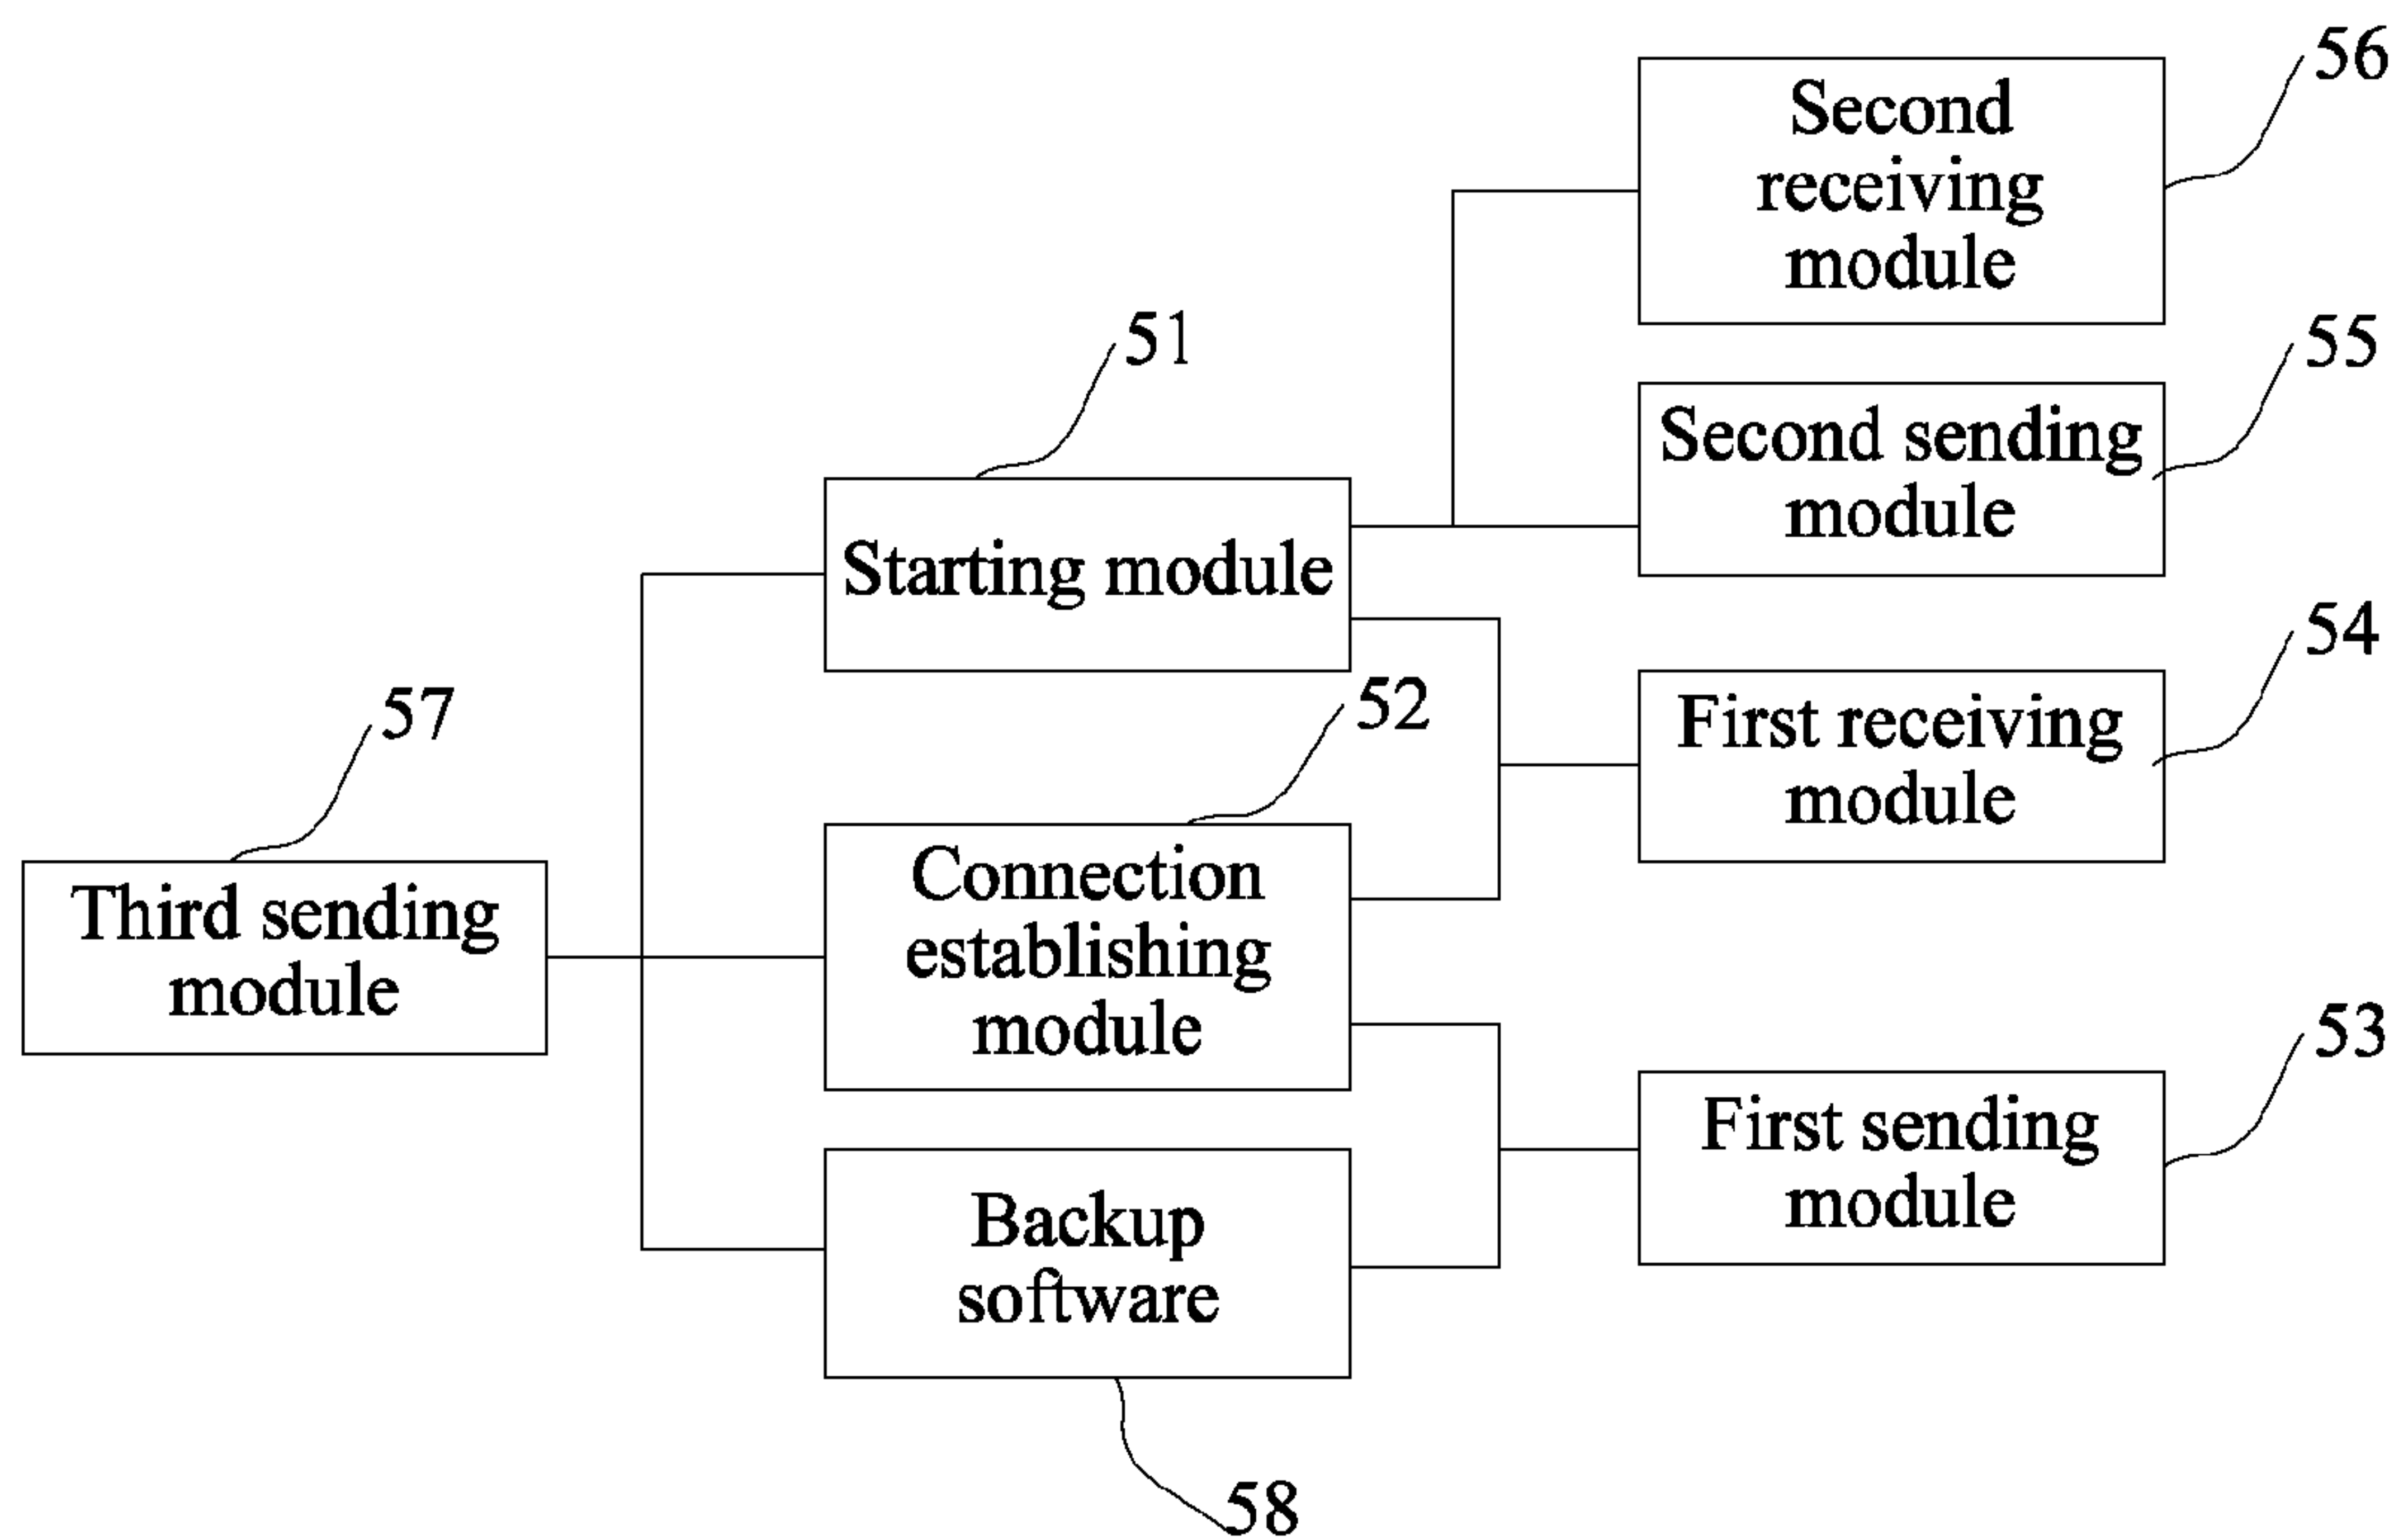 56
Second
receiving
module
55
Second sending
module
51
Starting module
54
First receiving
module
52
Connection
establishing
module
57
Third sending
module
53
First sending
module
Backup
software
58